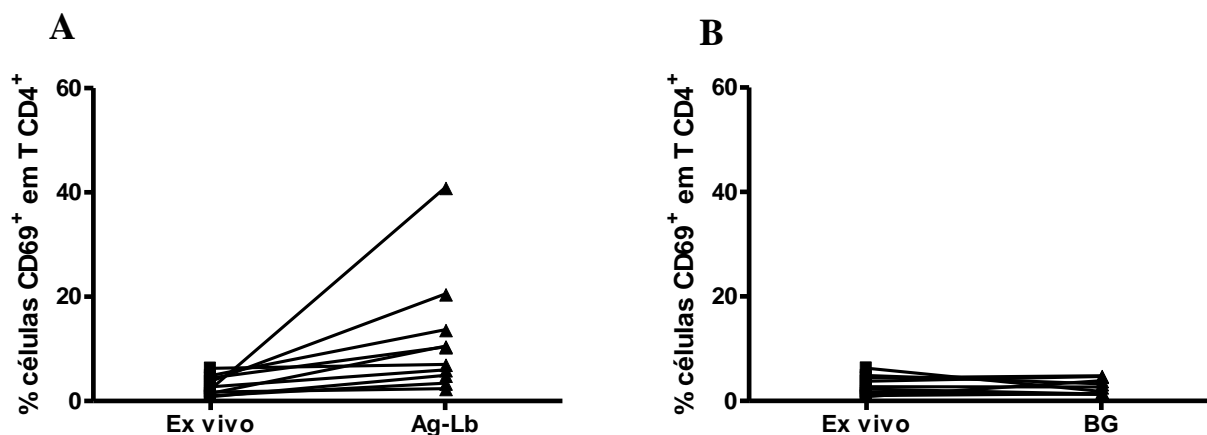 A
% células CD69⁺ em T CD4⁺
60
40
20
0
Ex vivo Ag-Lb
B
% células CD69⁺ em T CD4⁺
60
40
20
0
Ex vivo BG